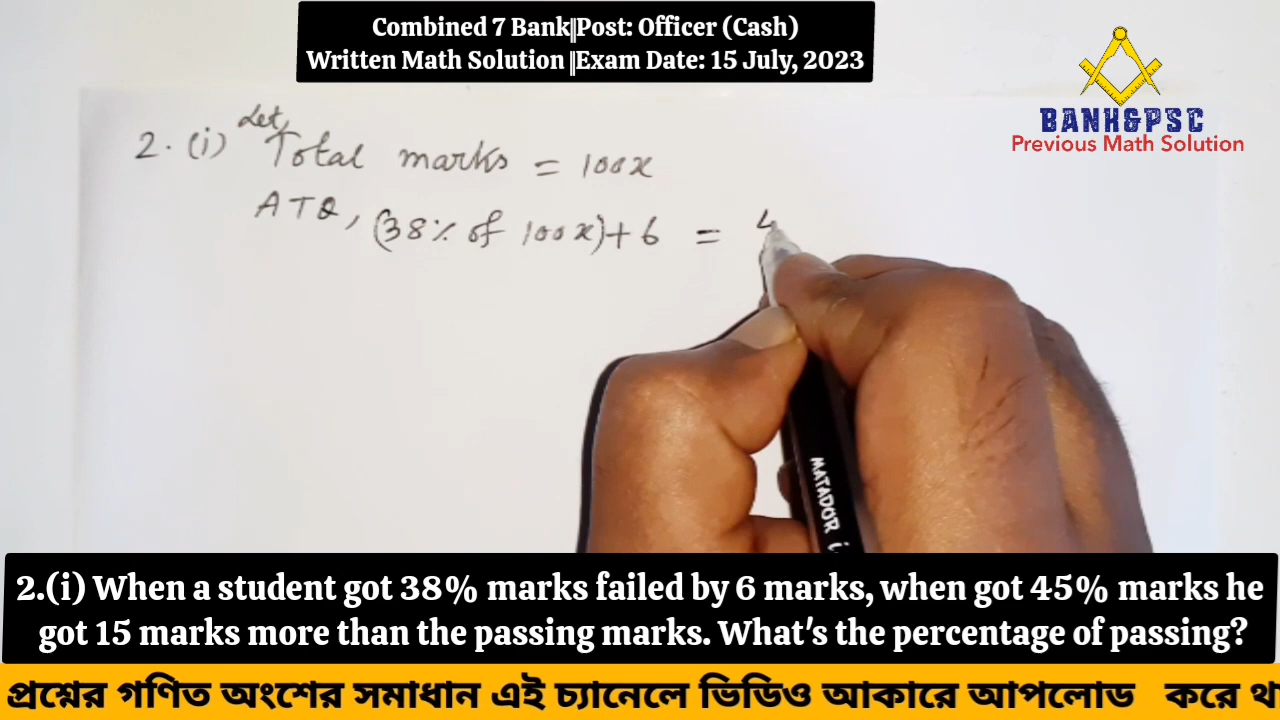 Combined 7 Bank||Post: Officer (Cash)
Written Math Solution ||Exam Date: 15 July, 2023
BANK&PSC
Previous Math Solution
2. (i) Let, Total marks = 100x
ATQ, (38% of 100x)+6 = 4
MATADOR i
2.(i) When a student got 38% marks failed by 6 marks, when got 45% marks he
got 15 marks more than the passing marks. What's the percentage of passing?
প্রশ্নের গণিত অংশের সমাধান এই চ্যানেলে ভিডিও আকারে আপলোড করে থ